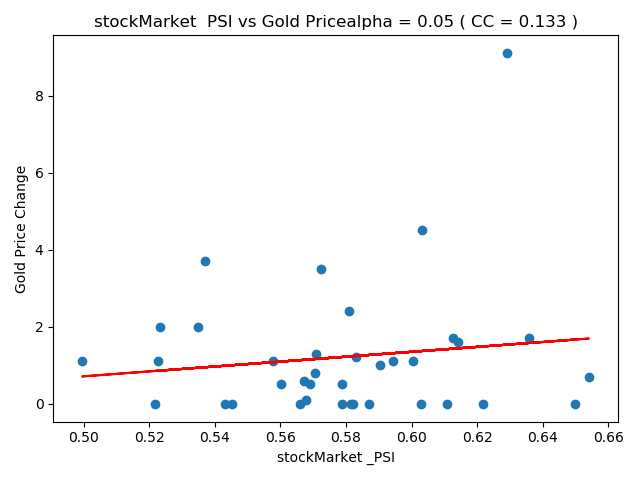 stockMarket  PSI vs Gold Pricealpha = 0.05 ( CC = 0.133 )
Gold Price Change
8
6
4
2
0
0.50 0.52 0.54 0.56 0.58 0.60 0.62 0.64 0.66
stockMarket _PSI